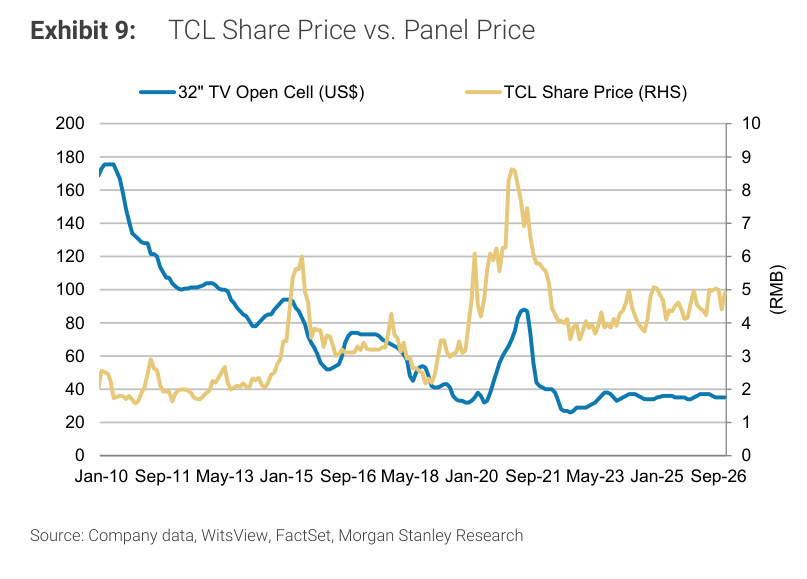 Exhibit 9: TCL Share Price vs. Panel Price
32" TV Open Cell (US$) TCL Share Price (RHS)
200 10
180 9
160 8
140 7
120 6
100 5
80 4
60 3
40 2
20 1
0 0
(RMB)
Jan-10 Sep-11 May-13 Jan-15 Sep-16 May-18 Jan-20 Sep-21 May-23 Jan-25 Sep-26
Source: Company data, WitsView, FactSet, Morgan Stanley Research